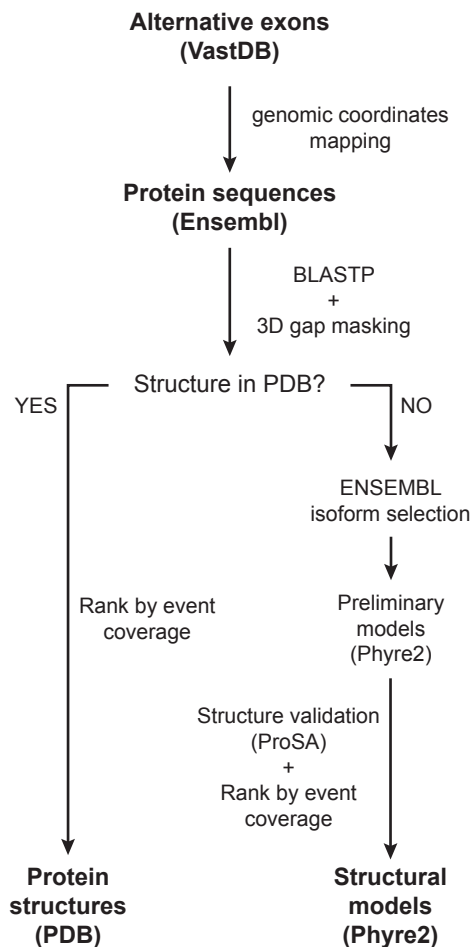 Alternative exons
(VastDB)
genomic coordinates
mapping
Protein sequences
(Ensembl)
BLASTP
+
3D gap masking
Structure in PDB?
YES
NO
ENSEMBL
isoform selection
Rank by event
coverage
Preliminary
models
(Phyre2)
Structure validation
(ProSA)
+
Rank by event
coverage
Protein
structures
(PDB)
Structural
models
(Phyre2)